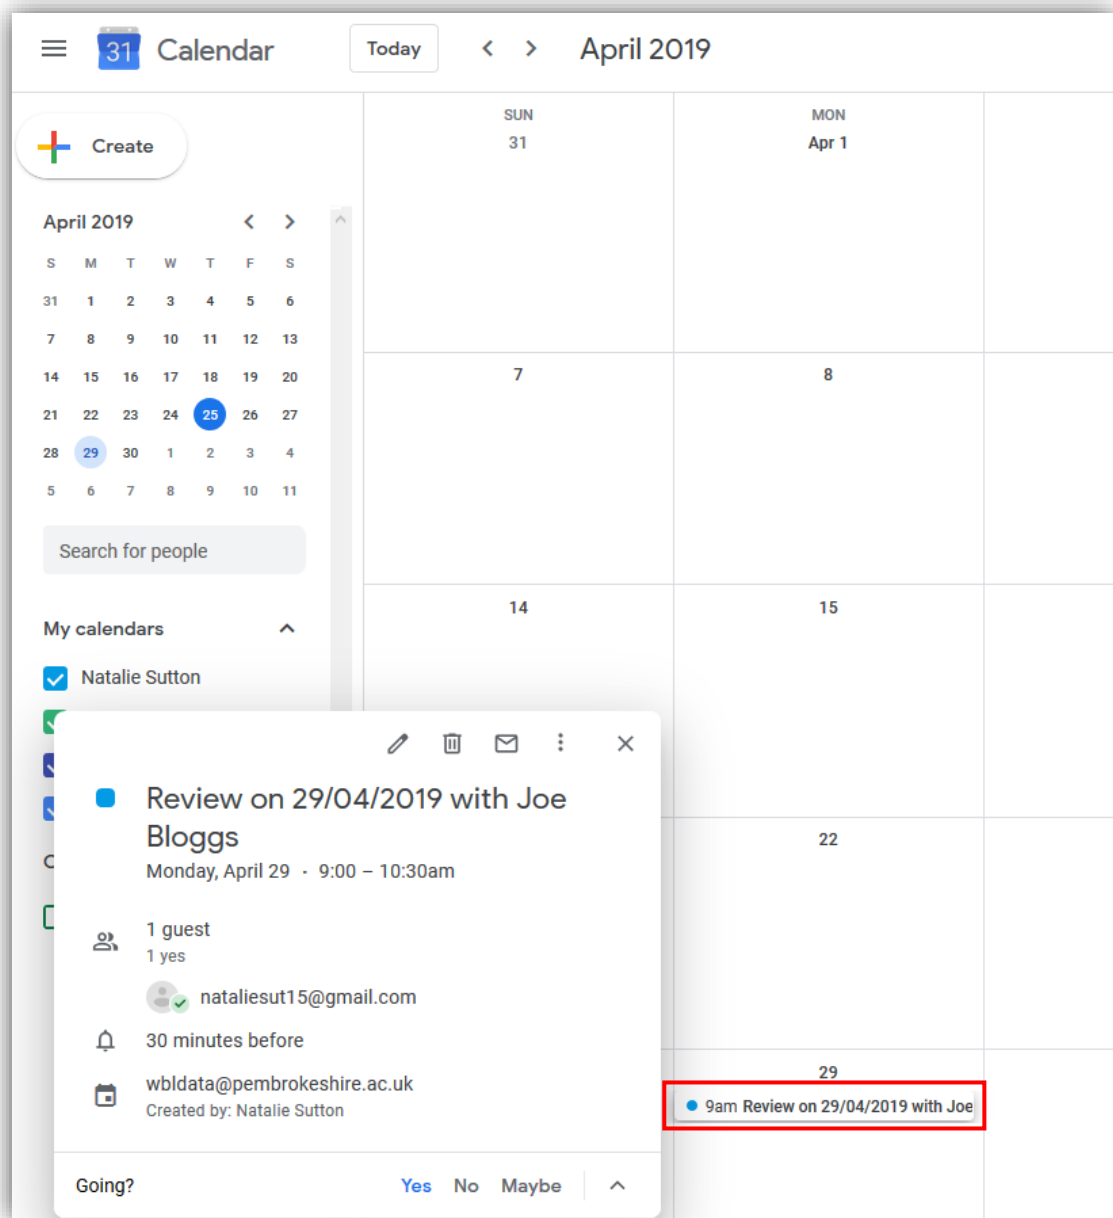 31 Calendar Today April 2019
Create
April 2019
S M T W T F S
31 1 2 3 4 5 6
7 8 9 10 11 12 13
14 15 16 17 18 19 20
21 22 23 24 25 26 27
28 29 30 1 2 3 4
5 6 7 8 9 10 11
Search for people
My calendars
Natalie Sutton
SUN MON
31 Apr 1
7 8
14 15
22
29
9am Review on 29/04/2019 with Joe
Review on 29/04/2019 with Joe
Bloggs
Monday, April 29 · 9:00 – 10:30am
1 guest
1 yes
nataliesut15@gmail.com
30 minutes before
wbldata@pembrokeshire.ac.uk
Created by: Natalie Sutton
Going? Yes No Maybe